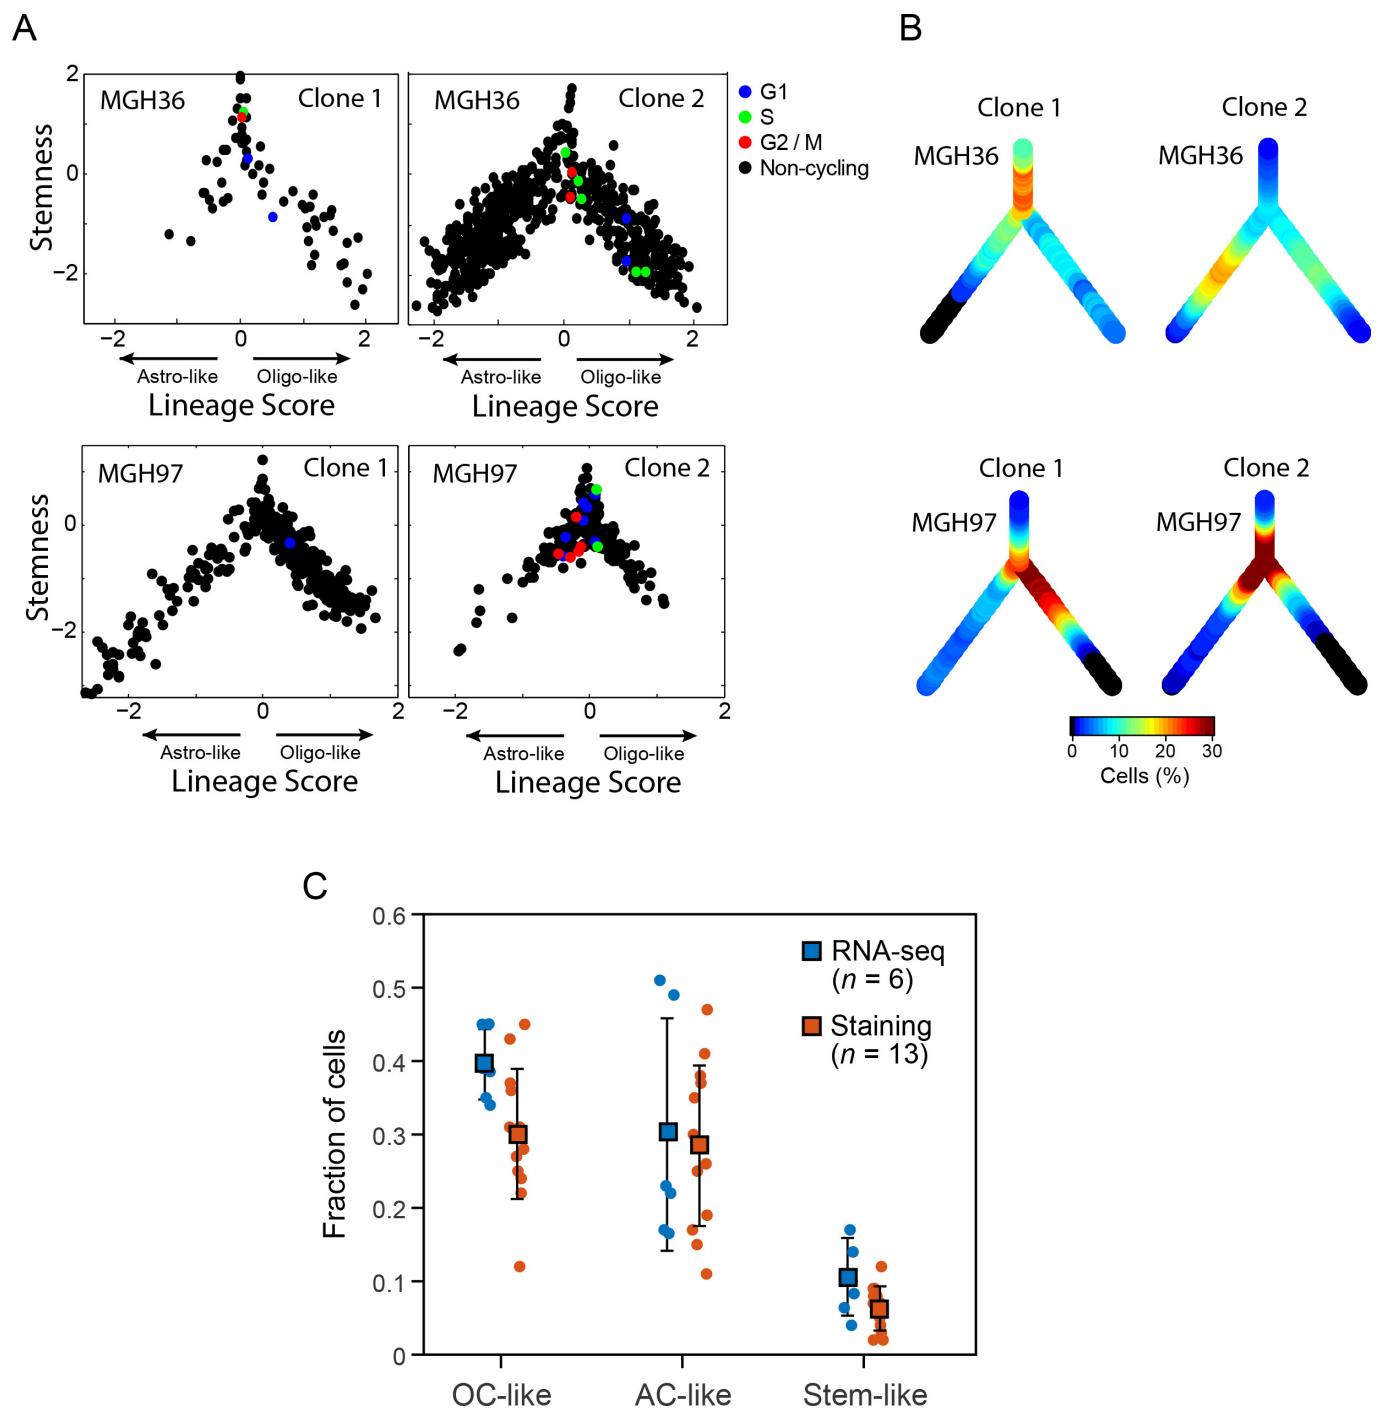 A
B
MGH36
Clone 1
MGH36
Clone 2
G1
S
G2 / M
Non-cycling
Stemness
2
0
−2
−2
0
2
−2
0
2
Astro-like
Oligo-like
Astro-like
Oligo-like
Lineage Score
Lineage Score
Clone 1
Clone 2
MGH36
MGH36
MGH97
Clone 1
MGH97
Clone 2
Stemness
0
−2
−2
0
2
−2
0
2
Astro-like
Oligo-like
Astro-like
Oligo-like
Lineage Score
Lineage Score
Clone 1
Clone 2
MGH97
MGH97
0
10
20
30
Cells (%)
C
Fraction of cells
0.6
0.5
0.4
0.3
0.2
0.1
0
RNA-seq
(n = 6)
Staining
(n = 13)
OC-like
AC-like
Stem-like